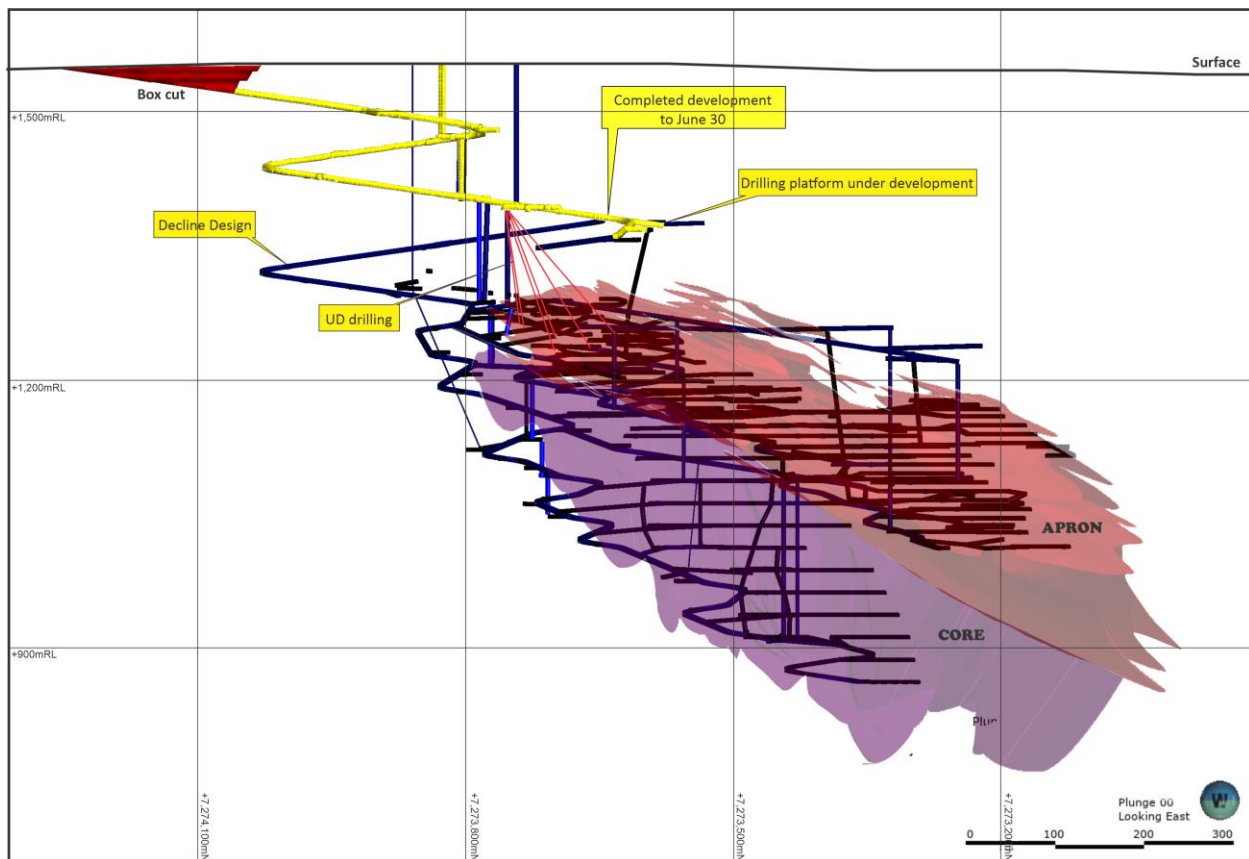 Surface
Box cut
+1,500mRL
Completed development
to June 30
Drilling platform under development
Decline Design
UD drilling
+1,200mRL
APRON
CORE
+900mRL
Plun
+7,274,100mN
+7,273,800mN
+7,273,500mN
Plunge 00
Looking East
0 100 200 300